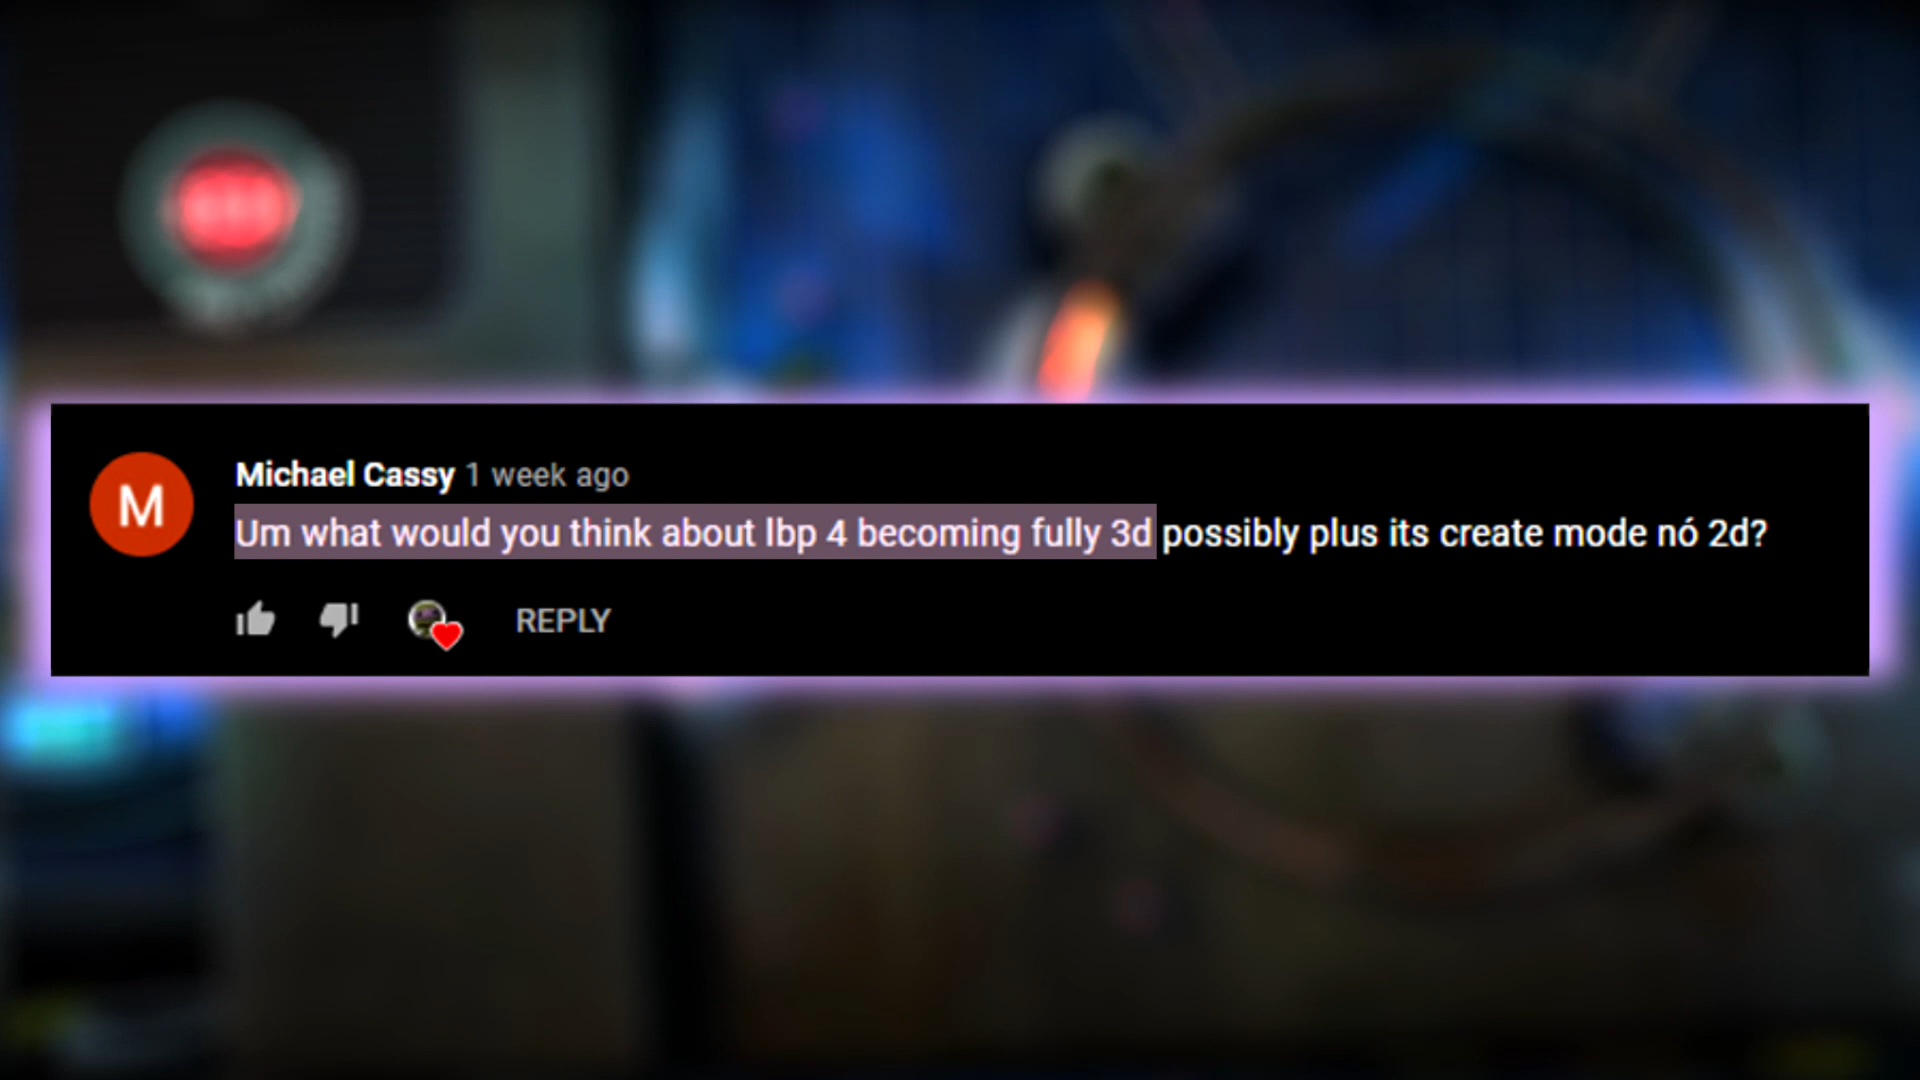 M
Michael Cassy 1 week ago
Um what would you think about lbp 4 becoming fully 3d possibly plus its create mode nó 2d?
REPLY